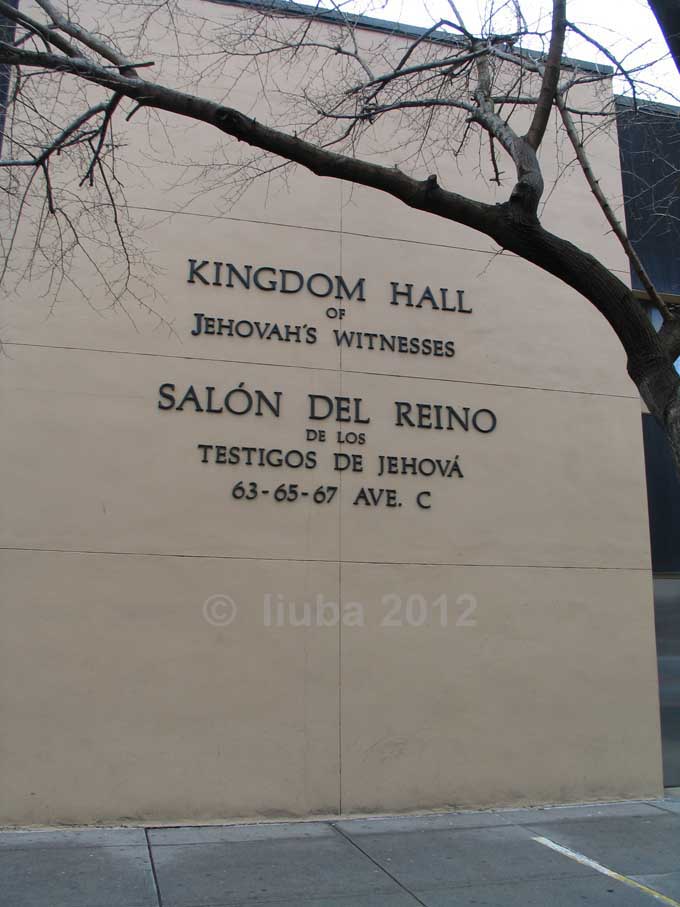 KINGDOM HALL
OF
JEHOVAH'S WITNESSES
SALÓN DEL REINO
DE LOS
TESTIGOS DE JEHOVÁ
63-65-67 AVE. C
© liuba 2012